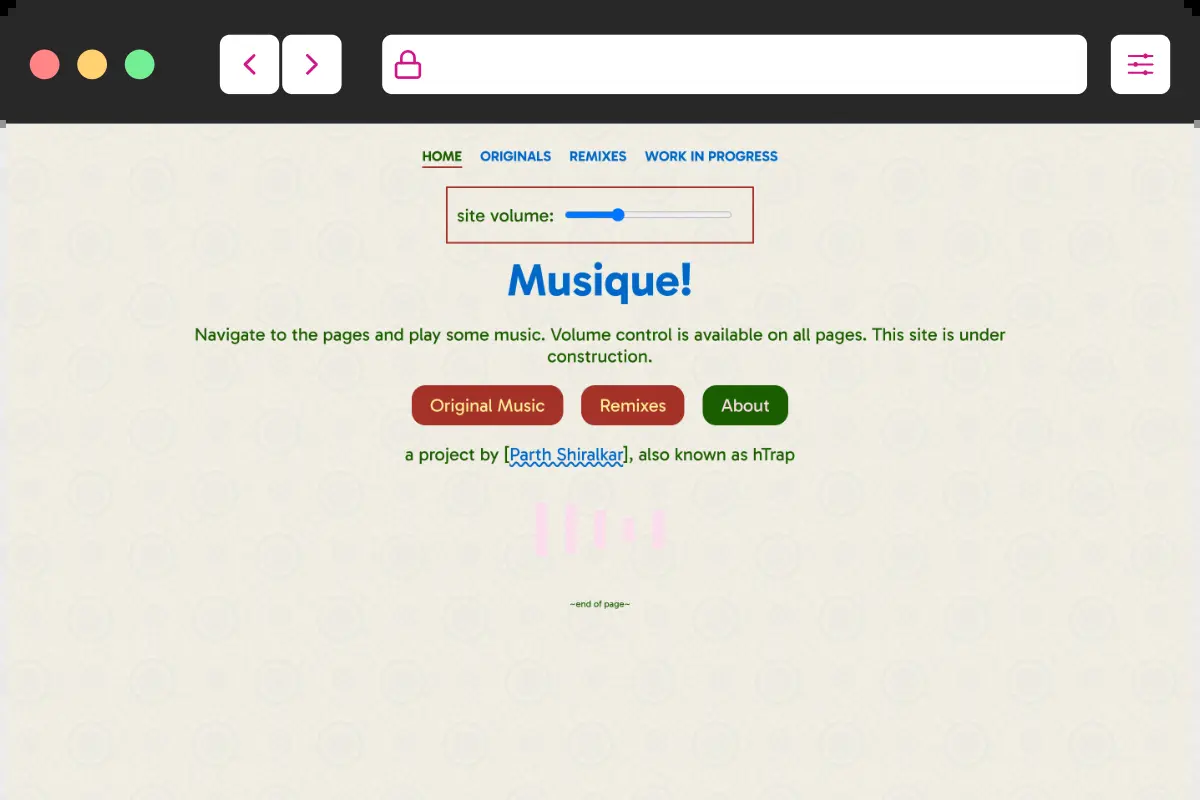 HOME ORIGINALS REMIXES WORK IN PROGRESS
site volume:
Musique!
Navigate to the pages and play some music. Volume control is available on all pages. This site is under
construction.
Original Music Remixes About
a project by [Parth Shiralkar], also known as hTrap
~end of page~